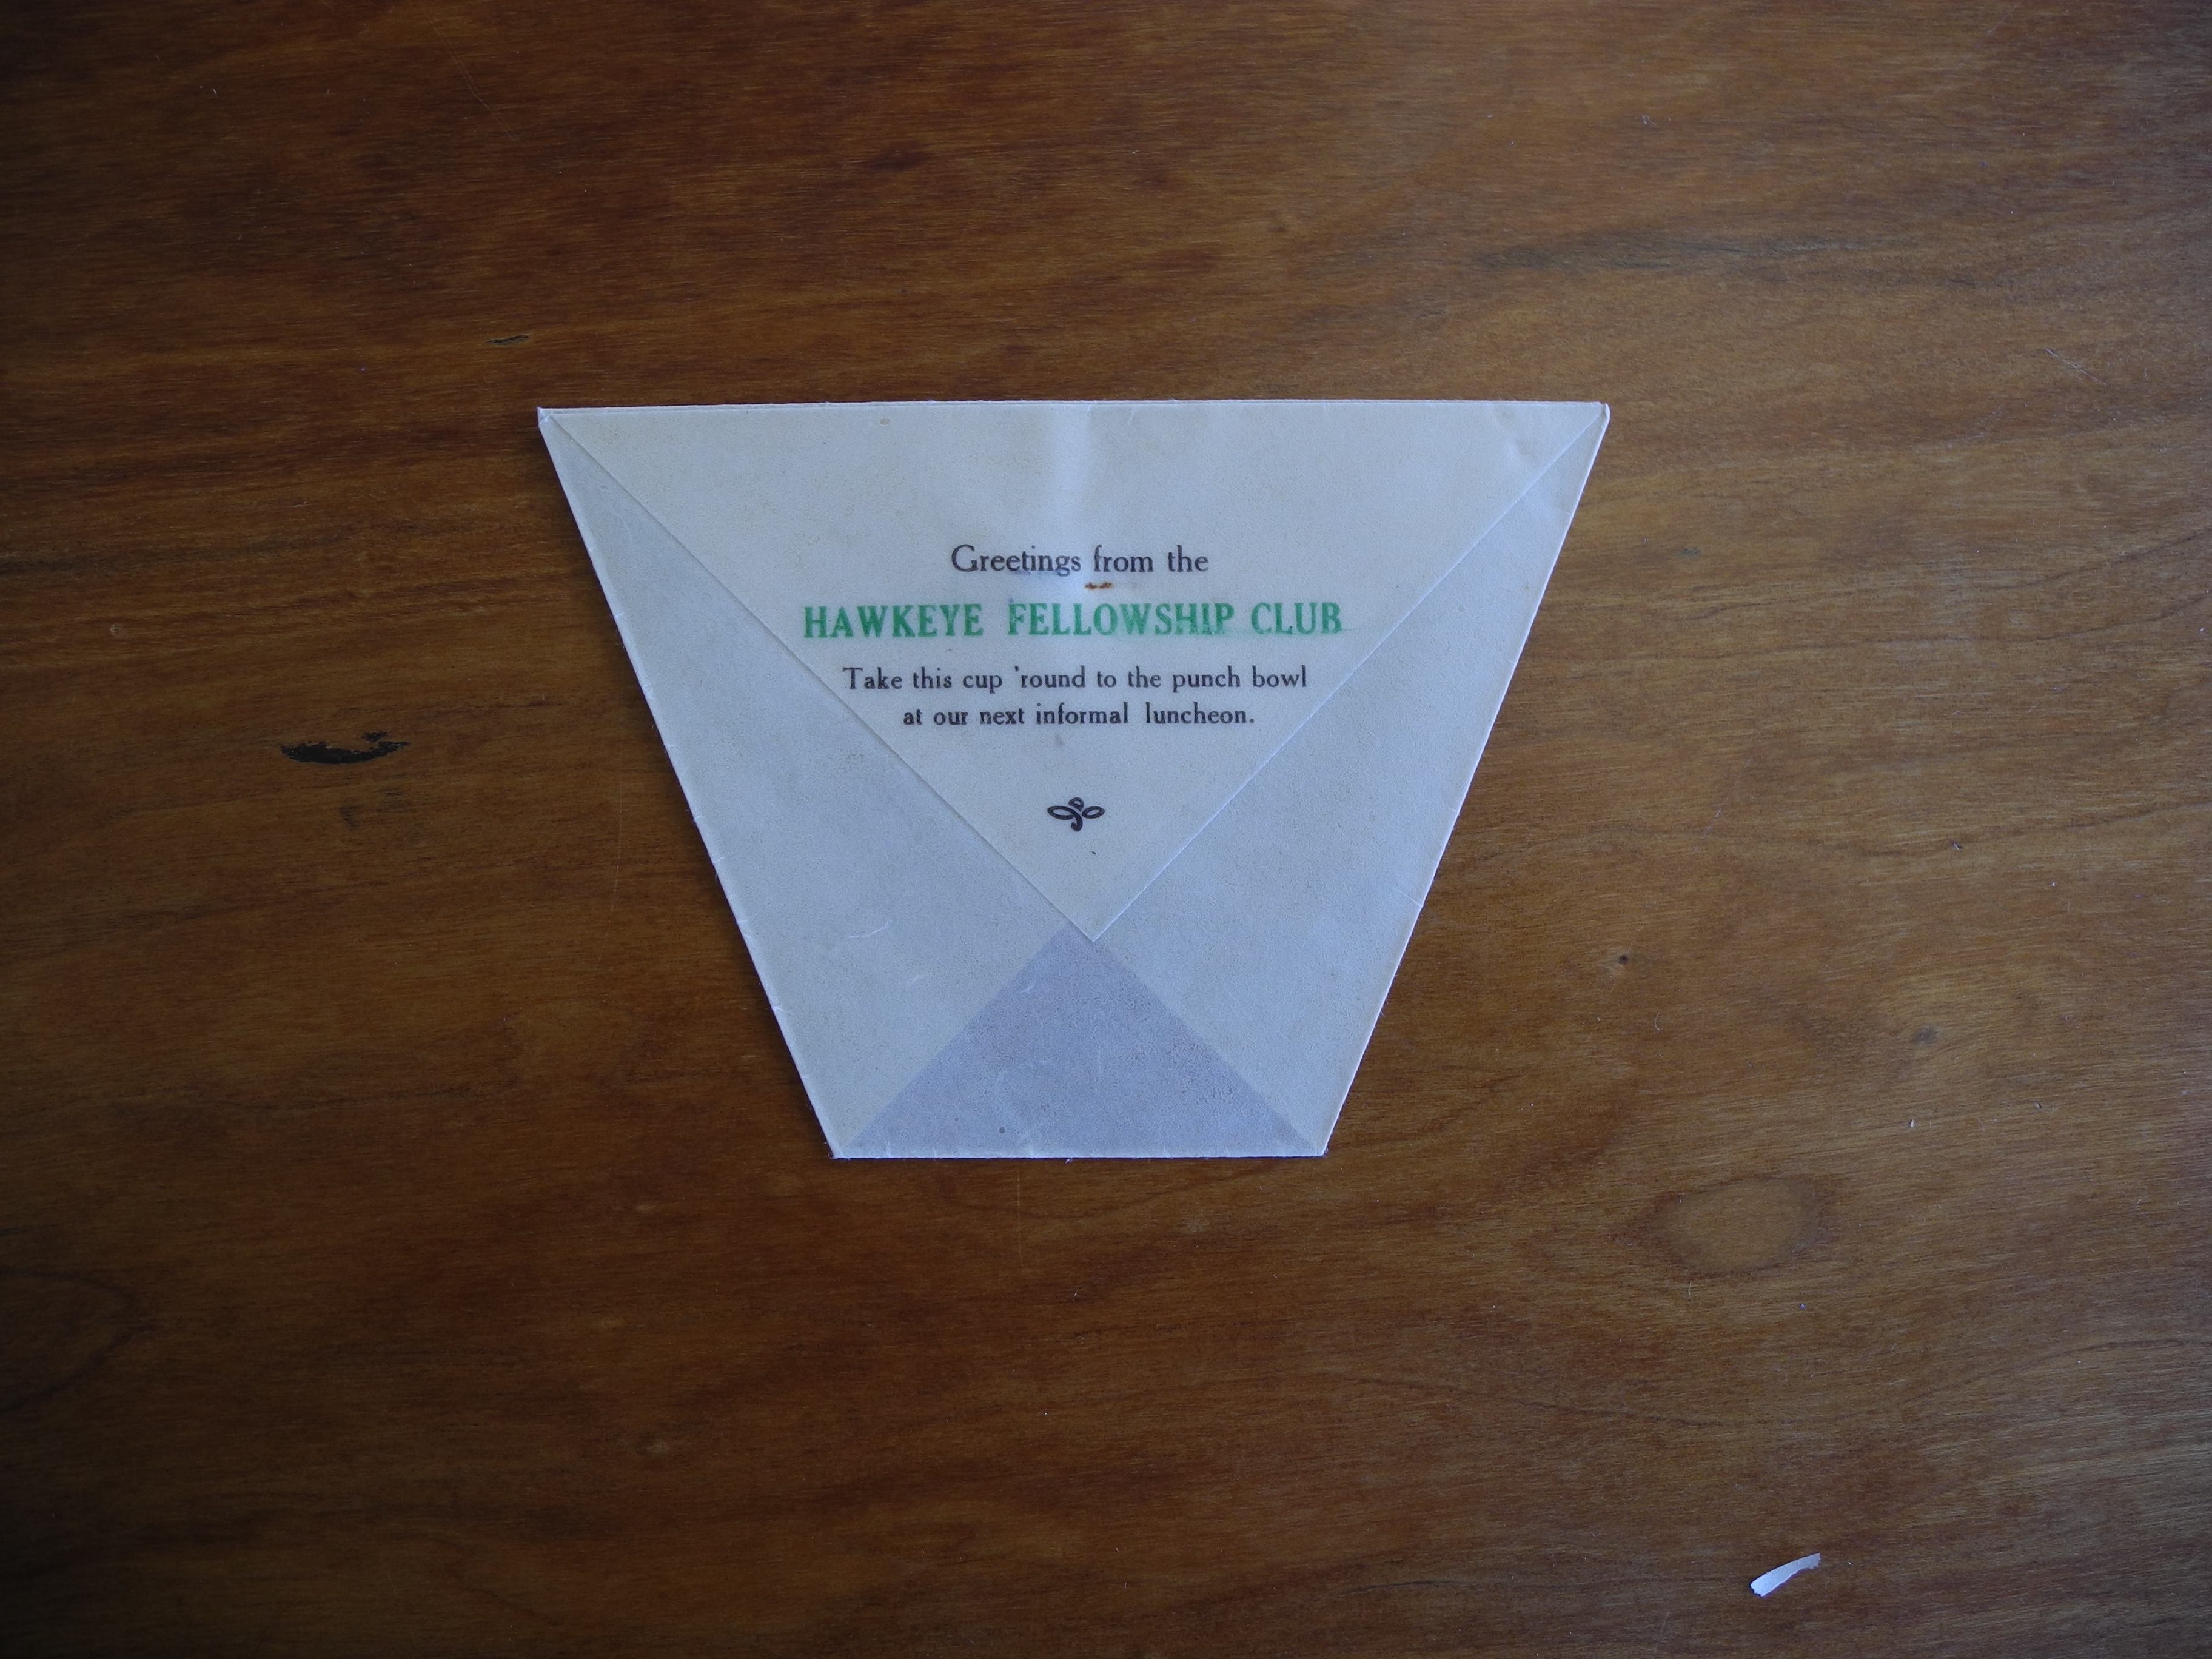 Greetings from the
HAWKEYE FELLOWSHIP CLUB
Take this cup 'round to the punch bowl
at our next informal luncheon.